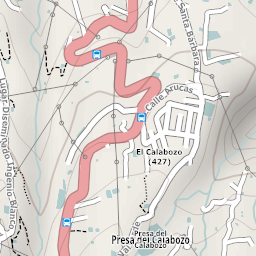 Santa Bárbara
Calle Arucas
Lugar Diseminado Ingenio Blanco
El Calabozo
(427)
Presa del
Calabozo
Presa del Calabozo